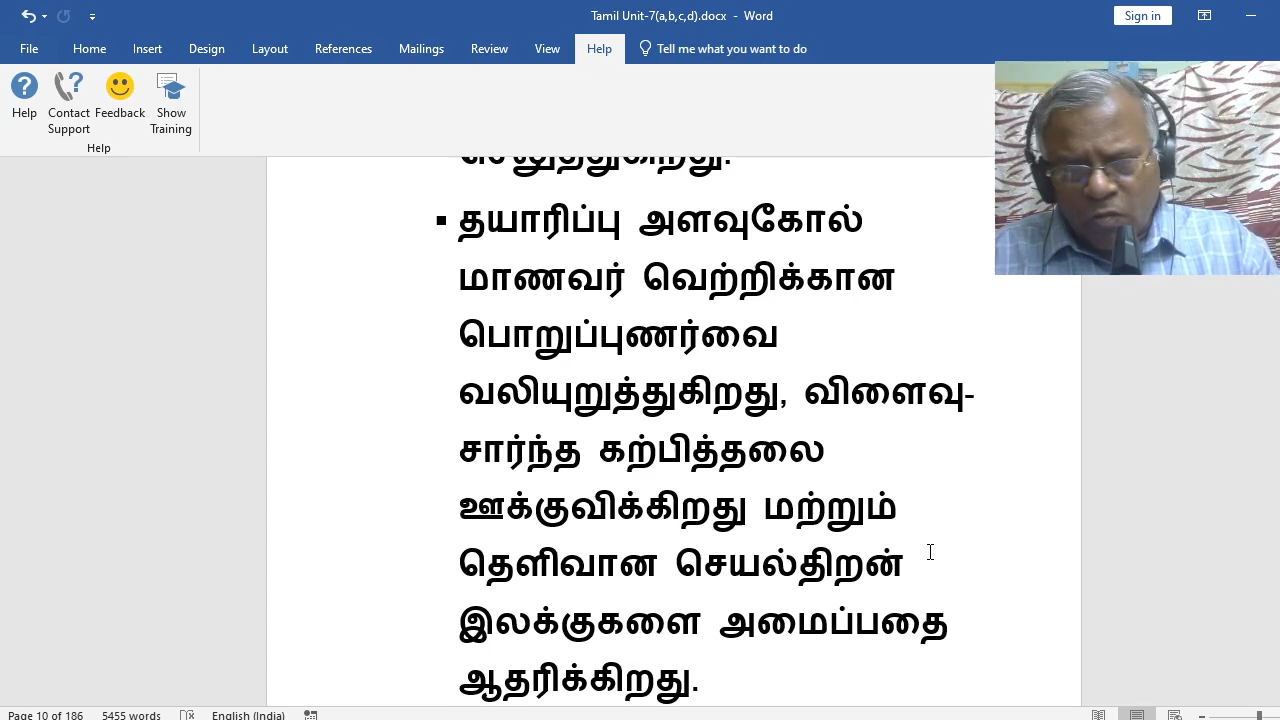 Tamil Unit-7(a,b,c,d).docx - Word
Sign in
File Home Insert Design Layout References Mailings Review View Help Tell me what you want to do
Help Contact Support Feedback Show Training
Help
செலுத்துகிறது.
▪ தயாரிப்பு அளவுகோல்
மாணவர் வெற்றிக்கான
பொறுப்புணர்வை
வலியுறுத்துகிறது, விளைவு-
சார்ந்த கற்பித்தலை
ஊக்குவிக்கிறது மற்றும்
தெளிவான செயல்திறன்
இலக்குகளை அமைப்பதை
ஆதரிக்கிறது.
Page 10 of 186 5455 words English (India)